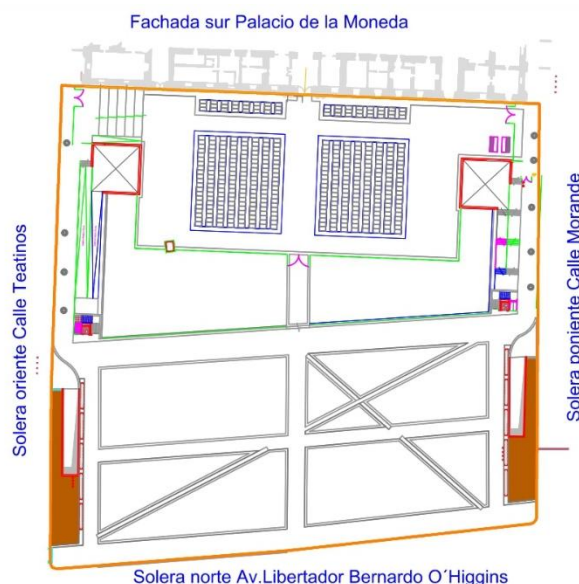 Fachada sur Palacio de la Moneda
Solera oriente Calle Teatinos
Solera poniente Calle Morande
Solera norte Av.Libertador Bernardo O´Higgins